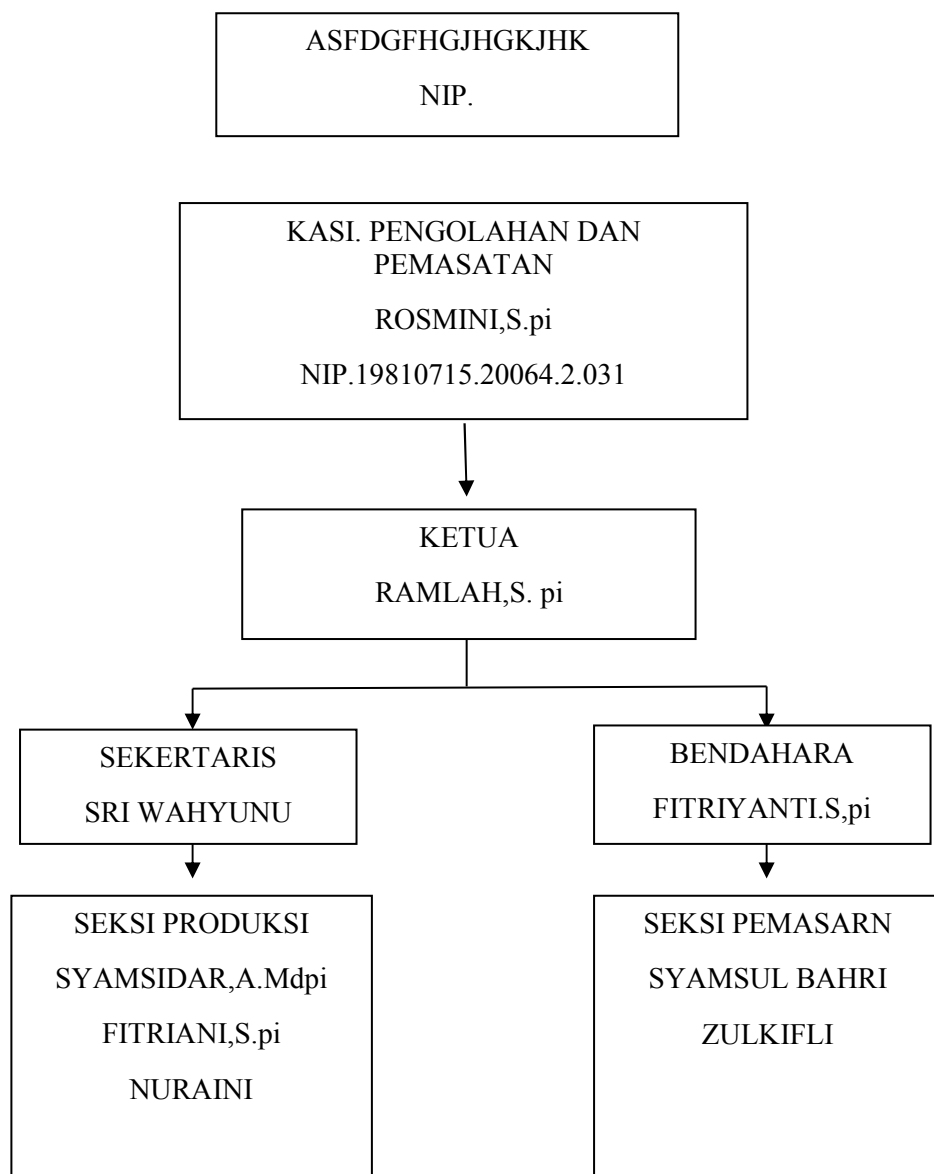 ASFDGFHGJHGKJHK
NIP.
KASI. PENGOLAHAN DAN
PEMASATAN
ROSMINI,S.pi
NIP.19810715.20064.2.031
KETUA
RAMLAH,S. pi
SEKERTARIS
SRI WAHYUNU
BENDAHARA
FITRIYANTI.S,pi
SEKSI PRODUKSI
SYAMSIDAR,A.Mdpi
FITRIANI,S.pi
NURAINI
SEKSI PEMASARN
SYAMSUL BAHRI
ZULKIFLI